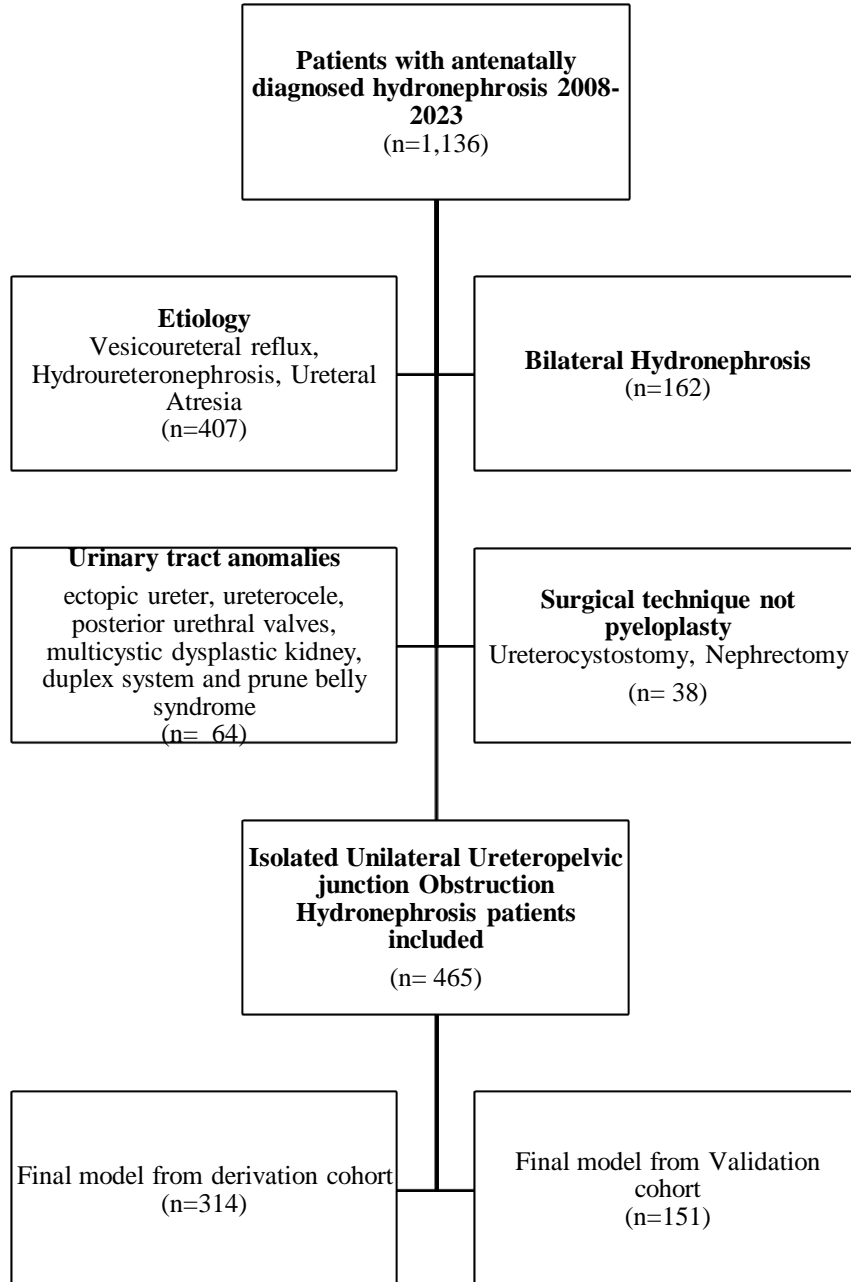 Patients with antenatally
diagnosed hydronephrosis 2008-
2023
(n=1,136)
Etiology
Vesicoureteral reflux,
Hydroureteronephrosis, Ureteral
Atresia
(n=407)
Bilateral Hydronephrosis
(n=162)
Urinary tract anomalies
ectopic ureter, ureterocele,
posterior urethral valves,
multicystic dysplastic kidney,
duplex system and prune belly
syndrome
(n= 64)
Surgical technique not
pyeloplasty
Ureterocystostomy, Nephrectomy
(n= 38)
Isolated Unilateral Ureteropelvic
junction Obstruction
Hydronephrosis patients
included
(n= 465)
Final model from derivation cohort
(n=314)
Final model from Validation
cohort
(n=151)